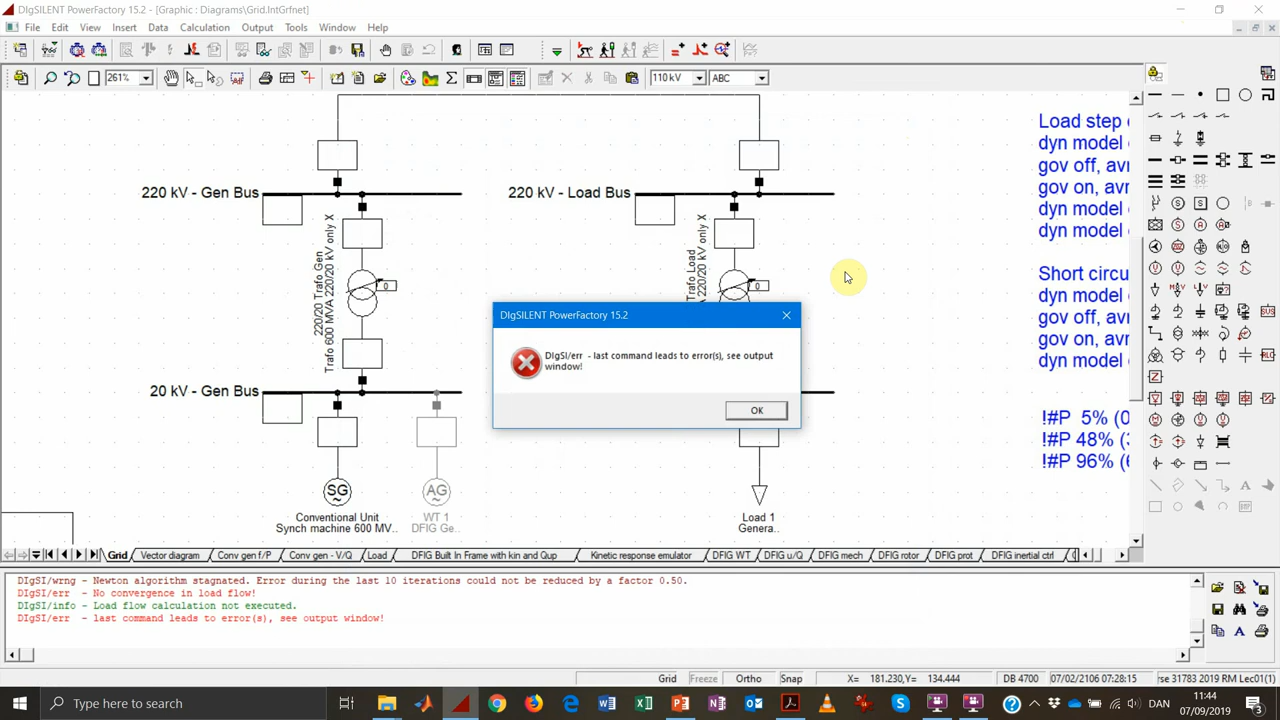 DIgSILENT PowerFactory 15.2 - [Graphic : Diagrams\Grid.IntGrfnet]
File Edit View Insert Data Calculation Output Tools Window Help
261% 110 kV ABC
Load step
dyn model
gov off, avr
gov on, avr
dyn model
dyn model
220 kV - Gen Bus
220 kV - Load Bus
220/20 Trafo Gen
Trafo 600 MVA 220/20 kV only X
0
Trafo Load
A 220/20 kV only X
0
Short circu
dyn model
gov off, avr
gov on, avr
dyn model
DIgSILENT PowerFactory 15.2
DIgSI/err - last command leads to error(s), see output
window!
OK
20 kV - Gen Bus
!#P 5% (0
!#P 48% (
!#P 96% (
SG
AG
Conventional Unit
Synch machine 600 MV..
WT 1
DFIG Ge..
Load 1
Genera..
Grid Vector diagram Conv gen f/P Conv gen - V/Q Load DFIG Built In Frame with kin and Qup Kinetic response emulator DFIG WT DFIG u/Q DFIG mech DFIG rotor DFIG prot DFIG inertial ctrl
DIgSI/wrng - Newton algorithm stagnated. Error during the last 10 iterations could not be reduced by a factor 0.50.
DIgSI/err - No convergence in load flow!
DIgSI/info - Load flow calculation not executed.
DIgSI/err - last command leads to error(s), see output window!
Grid Freeze Ortho Snap X= 181.230,Y= 134.444 DB 4700 07/02/2106 07:28:15 rse 31783 2019 RM Lec01(1)
Type here to search
DAN
11:44
07/09/2019
3